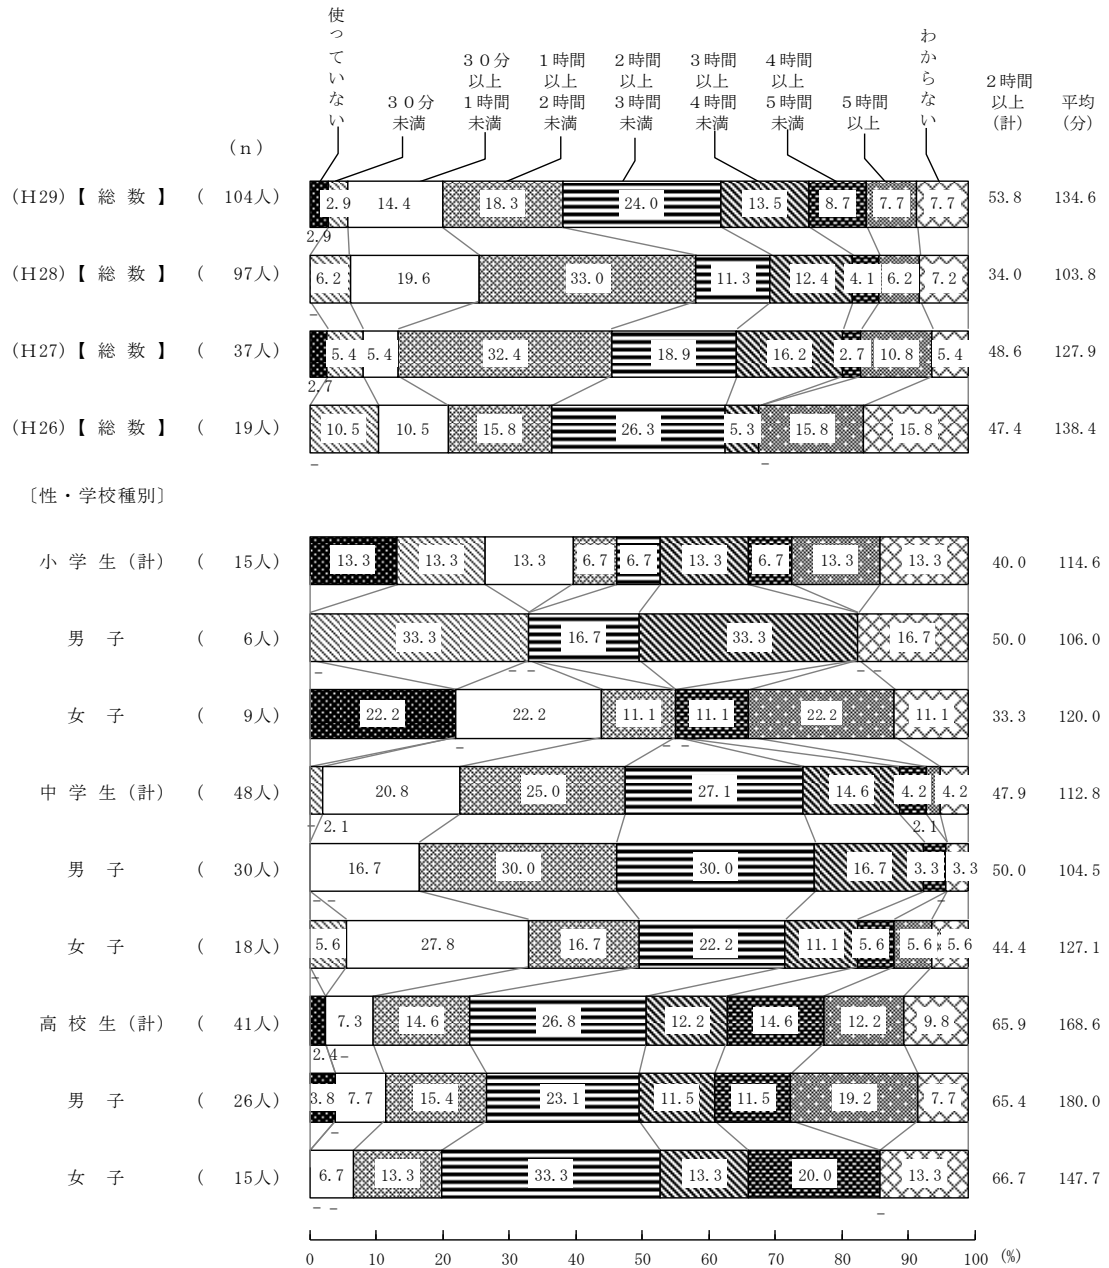 使っていない
３０分
未満
３０分
以上
１時間
未満
１時間
以上
２時間
未満
２時間
以上
３時間
未満
３時間
以上
４時間
未満
４時間
以上
５時間
未満
５時間
以上
わからない
２時間
以上
(計)
平均
(分)
(ｎ)
(H29)【 総 数 】 ( 104人) 2.9 14.4 18.3 24.0 13.5 8.7 7.7 7.7 53.8 134.6
2.9
(H28)【 総 数 】 ( 97人) 6.2 19.6 33.0 11.3 12.4 4.1 6.2 7.2 34.0 103.8
－
(H27)【 総 数 】 ( 37人) 5.4 5.4 32.4 18.9 16.2 2.7 10.8 5.4 48.6 127.9
2.7
(H26)【 総 数 】 ( 19人) 10.5 10.5 15.8 26.3 5.3 15.8 15.8 47.4 138.4
－ －
〔性・学校種別〕
小 学 生（計） ( 15人) 13.3 13.3 13.3 6.7 6.7 13.3 6.7 13.3 13.3 40.0 114.6
男 子 ( 6人) 33.3 16.7 33.3 16.7 50.0 106.0
－ － － － －
女 子 ( 9人) 22.2 22.2 11.1 11.1 22.2 11.1 33.3 120.0
－ － －
中 学 生（計） ( 48人) 20.8 25.0 27.1 14.6 4.2 4.2 47.9 112.8
－ 2.1 2.1
男 子 ( 30人) 16.7 30.0 30.0 16.7 3.3 3.3 50.0 104.5
－ － －
女 子 ( 18人) 5.6 27.8 16.7 22.2 11.1 5.6 5.6 5.6 44.4 127.1
－
高 校 生（計） ( 41人) 7.3 14.6 26.8 12.2 14.6 12.2 9.8 65.9 168.6
2.4 －
男 子 ( 26人) 3.8 7.7 15.4 23.1 11.5 11.5 19.2 7.7 65.4 180.0
－
女 子 ( 15人) 6.7 13.3 33.3 13.3 20.0 13.3 66.7 147.7
－ － －
0 10 20 30 40 50 60 70 80 90 100 (%)